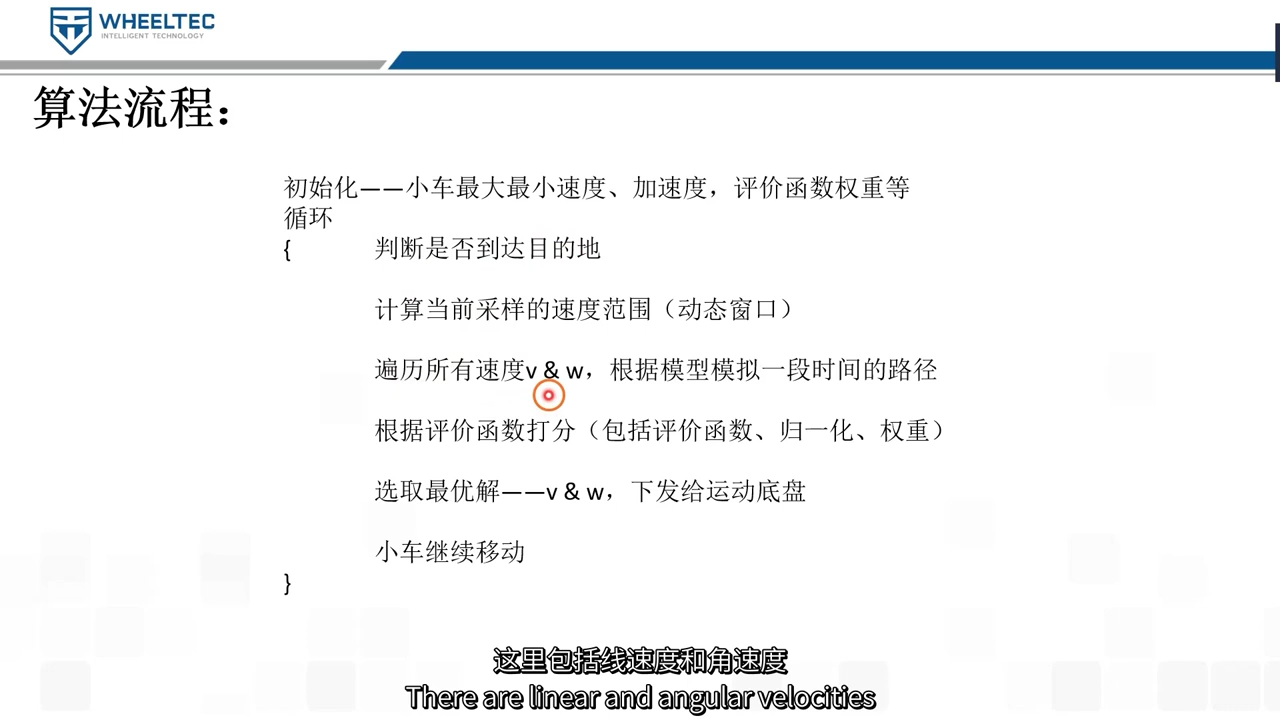 WHEELTEC
INTELLIGENT TECHNOLOGY
算法流程：
初始化——小车最大最小速度、加速度，评价函数权重等
循环
{ 判断是否到达目的地
计算当前采样的速度范围（动态窗口）
遍历所有速度v & w，根据模型模拟一段时间的路径
根据评价函数打分（包括评价函数、归一化、权重）
选取最优解——v & w，下发给运动底盘
小车继续移动
}
这里包括线速度和角速度
There are linear and angular velocities